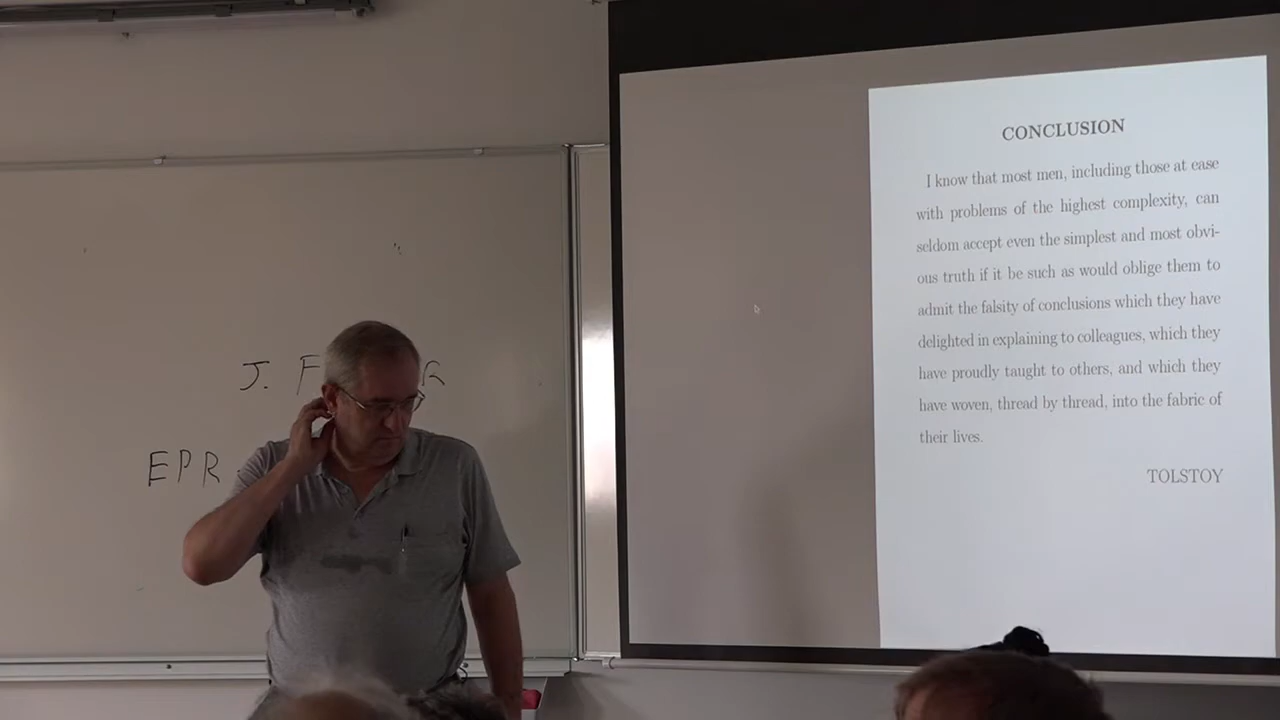 J. F
EPR
CONCLUSION
I know that most men, including those at ease
with problems of the highest complexity, can
seldom accept even the simplest and most obvi-
ous truth if it be such as would oblige them to
admit the falsity of conclusions which they have
delighted in explaining to colleagues, which they
have proudly taught to others, and which they
have woven, thread by thread, into the fabric of
their lives.
TOLSTOY